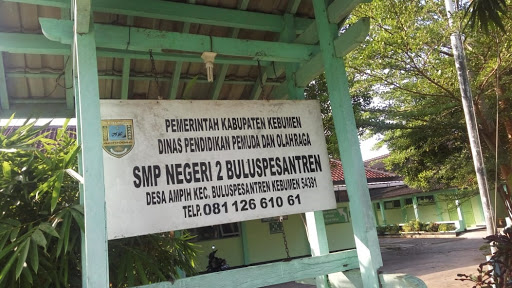 PEMERINTAH KABUPATEN KEBUMEN
DINAS PENDIDIKAN PEMUDA DAN OLAHRAGA
SMP NEGERI 2 BULUSPESANTREN
DESA AMPIH KEC. BULUSPESANTREN KEBUMEN 54391
TELP. 081 126 610 61